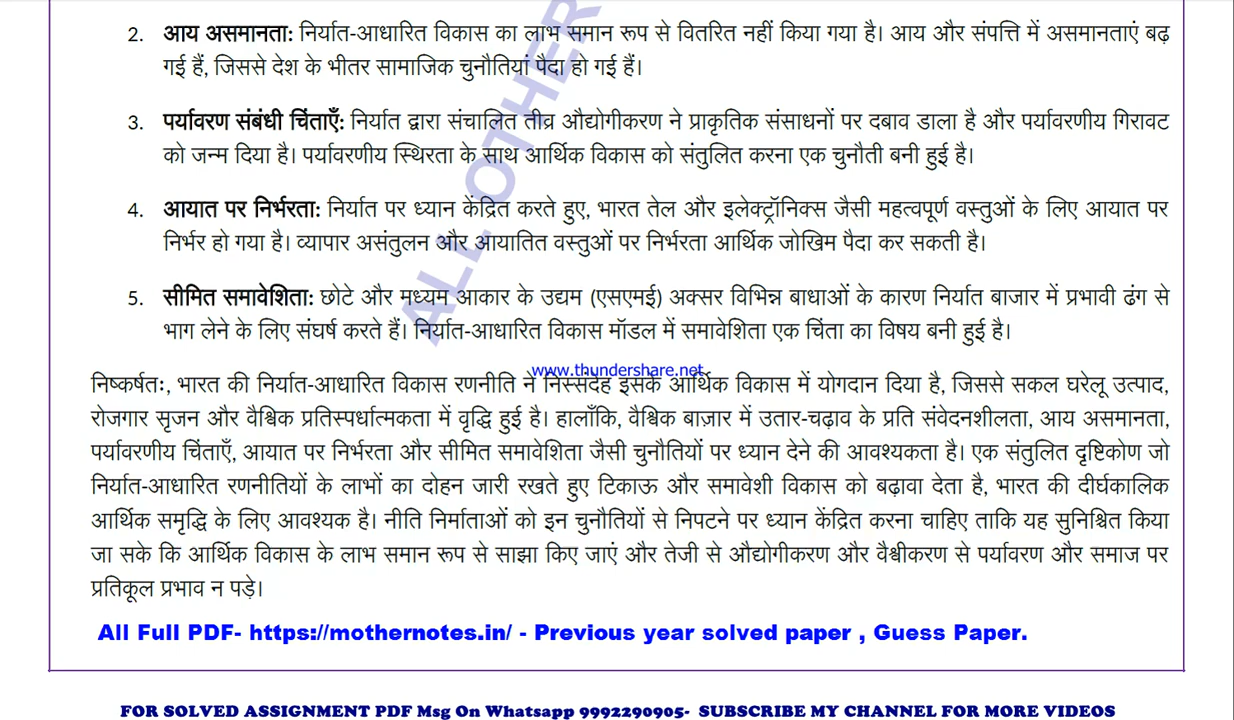 2. आय असमानता: निर्यात-आधारित विकास का लाभ समान रूप से वितरित नहीं किया गया है। आय और संपत्ति में असमानताएं बढ़
गई हैं, जिससे देश के भीतर सामाजिक चुनौतियां पैदा हो गई हैं।
3. पर्यावरण संबंधी चिंताएँ: निर्यात द्वारा संचालित तीव्र औद्योगीकरण ने प्राकृतिक संसाधनों पर दबाव डाला है और पर्यावरणीय गिरावट
को जन्म दिया है। पर्यावरणीय स्थिरता के साथ आर्थिक विकास को संतुलित करना एक चुनौती बनी हुई है।
4. आयात पर निर्भरता: निर्यात पर ध्यान केंद्रित करते हुए, भारत तेल और इलेक्ट्रॉनिक्स जैसी महत्वपूर्ण वस्तुओं के लिए आयात पर
निर्भर हो गया है। व्यापार असंतुलन और आयातित वस्तुओं पर निर्भरता आर्थिक जोखिम पैदा कर सकती है।
5. सीमित समावेशिता: छोटे और मध्यम आकार के उद्यम (एसएमई) अक्सर विभिन्न बाधाओं के कारण निर्यात बाजार में प्रभावी ढंग से
भाग लेने के लिए संघर्ष करते हैं। निर्यात-आधारित विकास मॉडल में समावेशिता एक चिंता का विषय बनी हुई है।
ALL OTHER
www.thundershare.net
निष्कर्षतः, भारत की निर्यात-आधारित विकास रणनीति ने निस्संदेह इसके आर्थिक विकास में योगदान दिया है, जिससे सकल घरेलू उत्पाद,
रोजगार सृजन और वैश्विक प्रतिस्पर्धात्मकता में वृद्धि हुई है। हालाँकि, वैश्विक बाज़ार में उतार-चढ़ाव के प्रति संवेदनशीलता, आय असमानता,
पर्यावरणीय चिंताएँ, आयात पर निर्भरता और सीमित समावेशिता जैसी चुनौतियों पर ध्यान देने की आवश्यकता है। एक संतुलित दृष्टिकोण जो
निर्यात-आधारित रणनीतियों के लाभों का दोहन जारी रखते हुए टिकाऊ और समावेशी विकास को बढ़ावा देता है, भारत की दीर्घकालिक
आर्थिक समृद्धि के लिए आवश्यक है। नीति निर्माताओं को इन चुनौतियों से निपटने पर ध्यान केंद्रित करना चाहिए ताकि यह सुनिश्चित किया
जा सके कि आर्थिक विकास के लाभ समान रूप से साझा किए जाएं और तेजी से औद्योगीकरण और वैश्वीकरण से पर्यावरण और समाज पर
प्रतिकूल प्रभाव न पड़े।
All Full PDF- https://mothernotes.in/ - Previous year solved paper , Guess Paper.
FOR SOLVED ASSIGNMENT PDF Msg On Whatsapp 9992290905- SUBSCRIBE MY CHANNEL FOR MORE VIDEOS